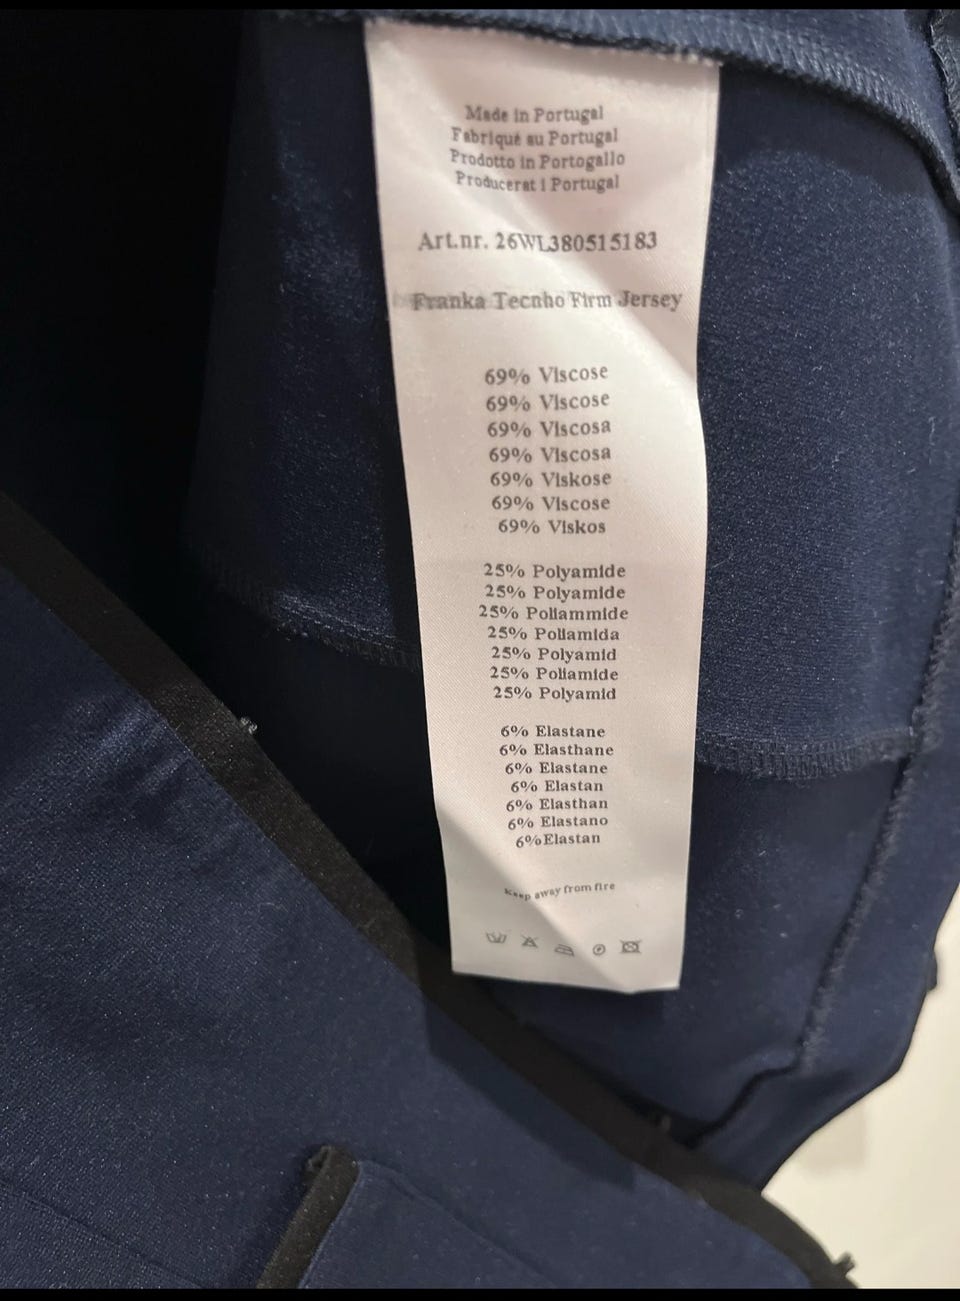 Made in Portugal
Fabriqué au Portugal
Prodotto in Portogallo
Producerat i Portugal
Art.nr. 26WL380515183
Franka Tecnho Firm Jersey
69% Viscose
69% Viscose
69% Viscosa
69% Viscosa
69% Viskose
69% Viscose
69% Viskos
25% Polyamide
25% Polyamide
25% Poliammide
25% Poliamida
25% Polyamid
25% Poliamide
25% Polyamid
6% Elastane
6% Elasthane
6% Elastane
6% Elastan
6% Elasthan
6% Elastano
6%Elastan
Keep away from fire